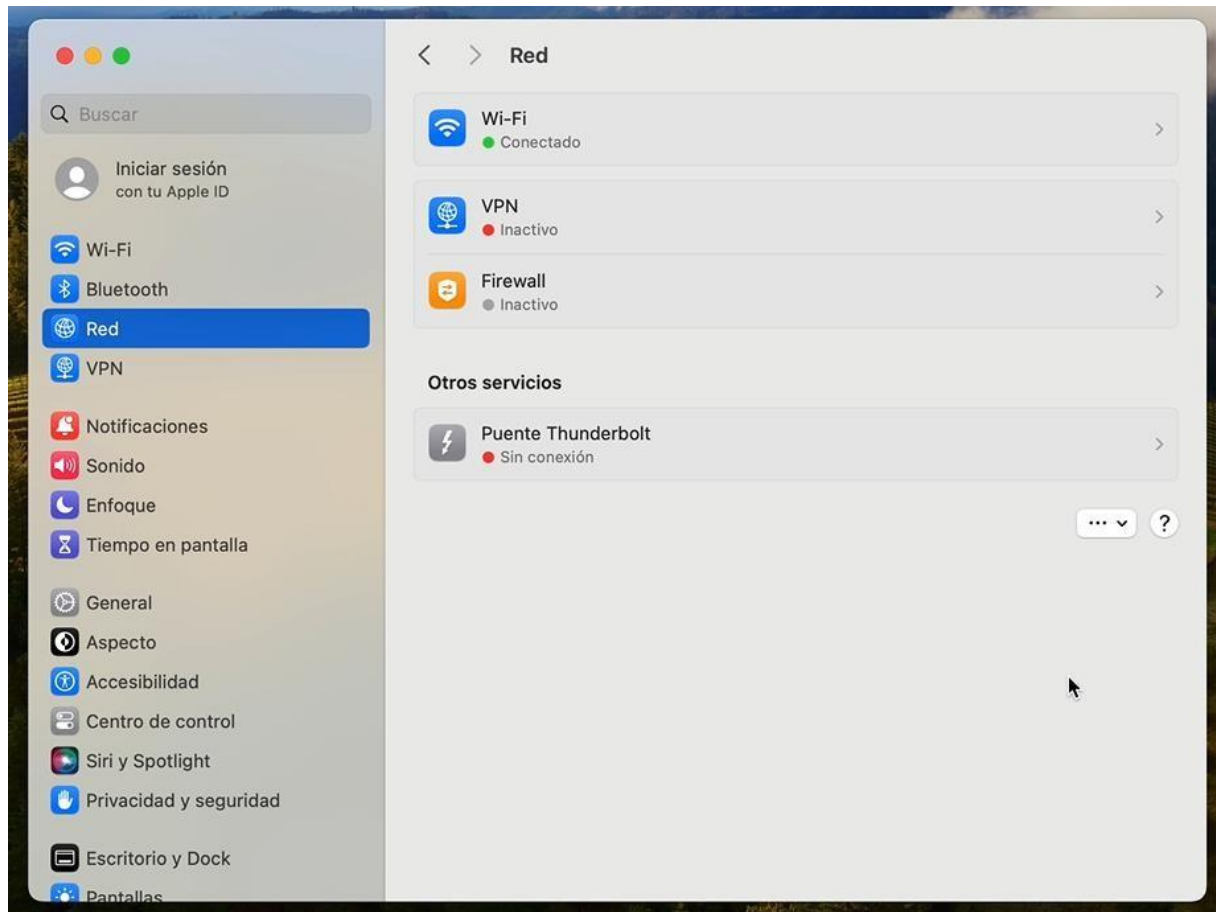 Buscar
Iniciar sesión
con tu Apple ID
Wi-Fi
Bluetooth
Red
VPN
Notificaciones
Sonido
Enfoque
Tiempo en pantalla
General
Aspecto
Accesibilidad
Centro de control
Siri y Spotlight
Privacidad y seguridad
Escritorio y Dock
Pantallas
Red
Wi-Fi
Conectado
VPN
Inactivo
Firewall
Inactivo
Otros servicios
Puente Thunderbolt
Sin conexión
... 
?